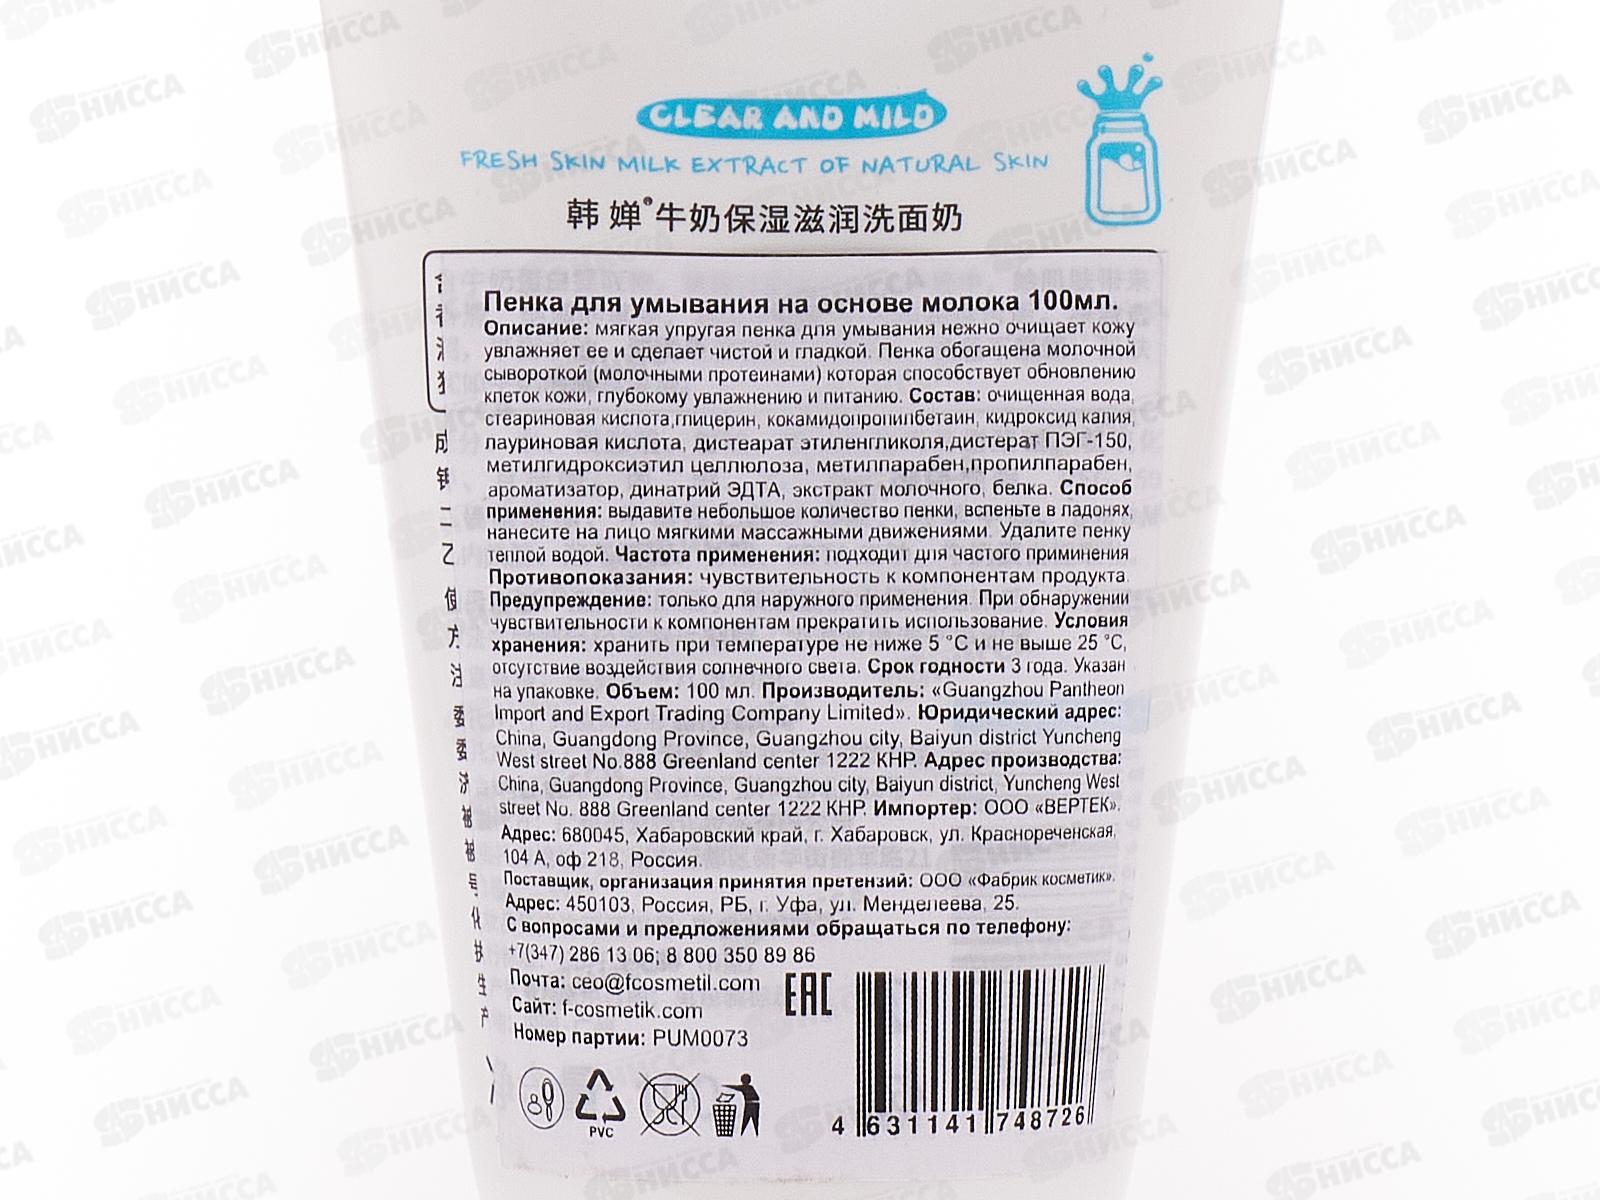 CLEAR AND MILD
FRESH SKIN MILK EXTRACT OF NATURAL SKIN
韩婵®牛奶保湿滋润洗面奶
Пенка для умывания на основе молока 100мл.
Описание: мягкая упругая пенка для умывания нежно очищает кожу
увлажняет ее и сделает чистой и гладкой. Пенка обогащена молочной
сывороткой (молочными протеинами) которая способствует обновлению
клеток кожи, глубокому увлажнению и питанию. Состав: очищенная вода,
стеариновая кислота,глицерин, кокамидопропилбетаин, кидроксид калия,
лауриновая кислота, дистеарат этиленгликоля,дистерат ПЭГ-150,
метилгидроксиэтил целлюлоза, метилпарабен,пропилпарабен,
ароматизатор, динатрий ЭДТА, экстракт молочного, белка. Способ
применения: выдавите небольшое количество пенки, вспеньте в ладонях,
нанесите на лицо мягкими массажными движениями. Удалите пенку
теплой водой. Частота применения: подходит для частого приминения
Противопоказания: чувствительность к компонентам продукта.
Предупреждение: только для наружного применения. При обнаружении
чувствительности к компонентам прекратить использование. Условия
хранения: хранить при температуре не ниже 5 °C и не выше 25 °C,
отсутствие воздействия солнечного света. Срок годности 3 года. Указан
на упаковке. Объем: 100 мл. Производитель: «Guangzhou Pantheon
Import and Export Trading Company Limited». Юридический адрес:
China, Guangdong Province, Guangzhou city, Baiyun district Yuncheng
West street No.888 Greenland center 1222 КНР. Адрес производства:
China, Guangdong Province, Guangzhou city, Baiyun district, Yuncheng West
street No. 888 Greenland center 1222 КНР. Импортер: ООО «ВЕРТЕК».
Адрес: 680045, Хабаровский край, г. Хабаровск, ул. Краснореченская,
104 А, оф 218, Россия.
Поставщик, организация принятия претензий: ООО «Фабрик косметик».
Адрес: 450103, Россия, РБ, г. Уфа, ул. Менделеева, 25.
С вопросами и предложениями обращаться по телефону:
+7(347) 286 13 06; 8 800 350 89 86
Почта: ceo@fcosmetil.com
Сайт: f-cosmetik.com
Номер партии: PUM0073
EAC
PVC
4 631141 748726
НИССА